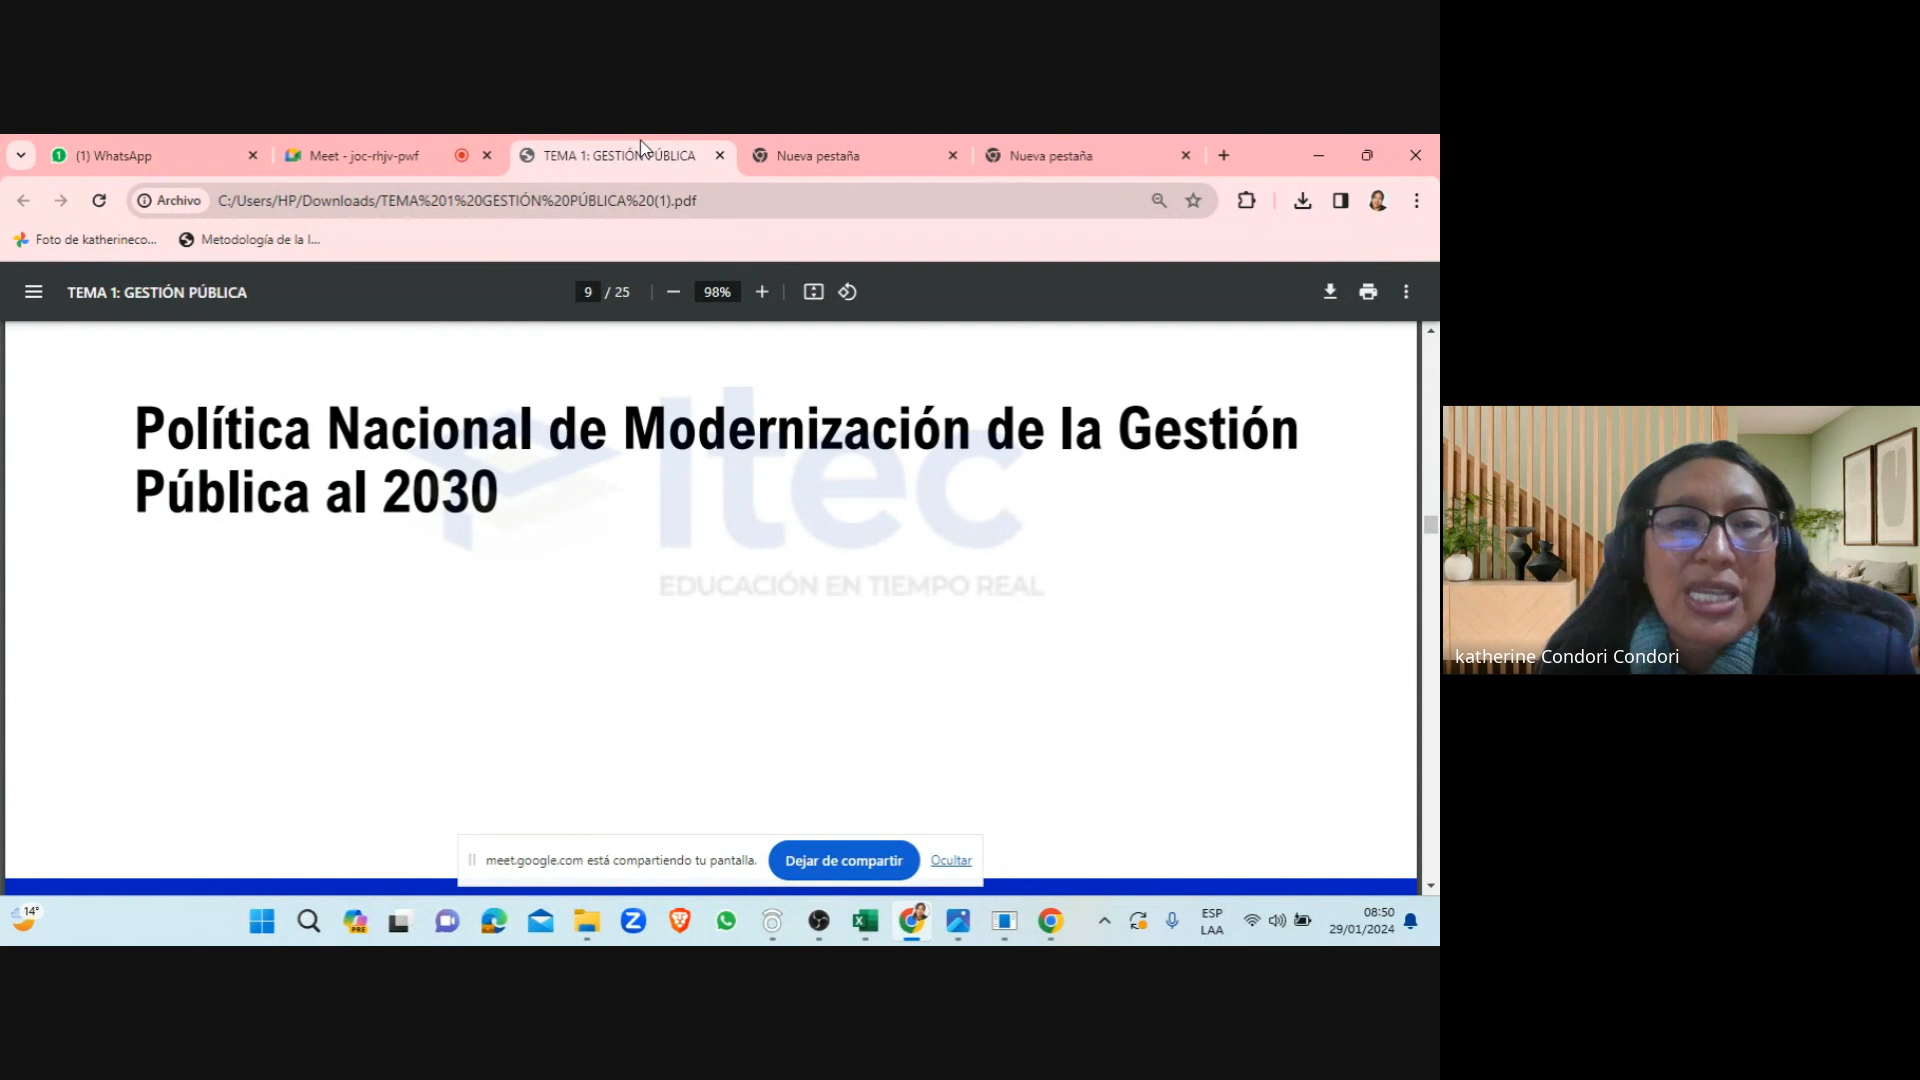 (1) WhatsApp
Meet - joc-rhjv-pwf
TEMA 1: GESTIÓN PÚBLICA
Nueva pestaña
Nueva pestaña
Archivo
C:/Users/HP/Downloads/TEMA%201%20GESTIÓN%20PÚBLICA%20(1).pdf
Foto de katherineco...
Metodología de la I...
TEMA 1: GESTIÓN PÚBLICA
9 / 25
98%
Política Nacional de Modernización de la Gestión
Pública al 2030
Itec
EDUCACIÓN EN TIEMPO REAL
katherine Condori Condori
meet.google.com está compartiendo tu pantalla.
Dejar de compartir
Ocultar
14°
PRE
ESP
LAA
08:50
29/01/2024